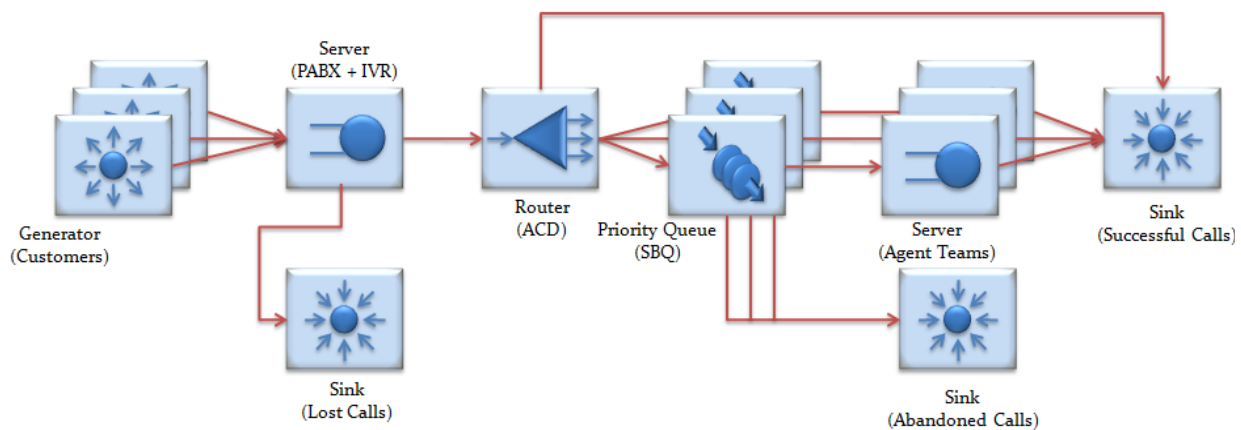 Server
(PABX + IVR)
Generator
(Customers)
Router
(ACD)
Priority Queue
(SBQ)
Server
(Agent Teams)
Sink
(Successful Calls)
Sink
(Lost Calls)
Sink
(Abandoned Calls)